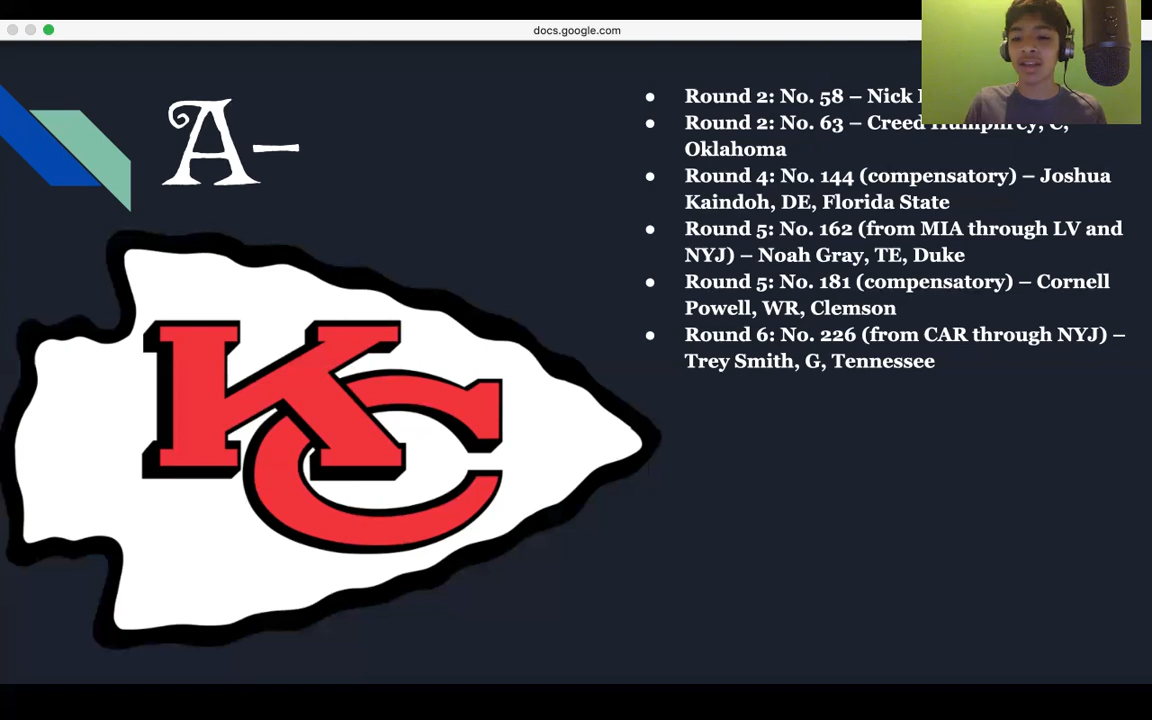 docs.google.com
A-
Round 2: No. 58 – Nick
Round 2: No. 63 – Creed Humphrey, C,
Oklahoma
Round 4: No. 144 (compensatory) – Joshua
Kaindoh, DE, Florida State
Round 5: No. 162 (from MIA through LV and
NYJ) – Noah Gray, TE, Duke
Round 5: No. 181 (compensatory) – Cornell
Powell, WR, Clemson
Round 6: No. 226 (from CAR through NYJ) –
Trey Smith, G, Tennessee
KC